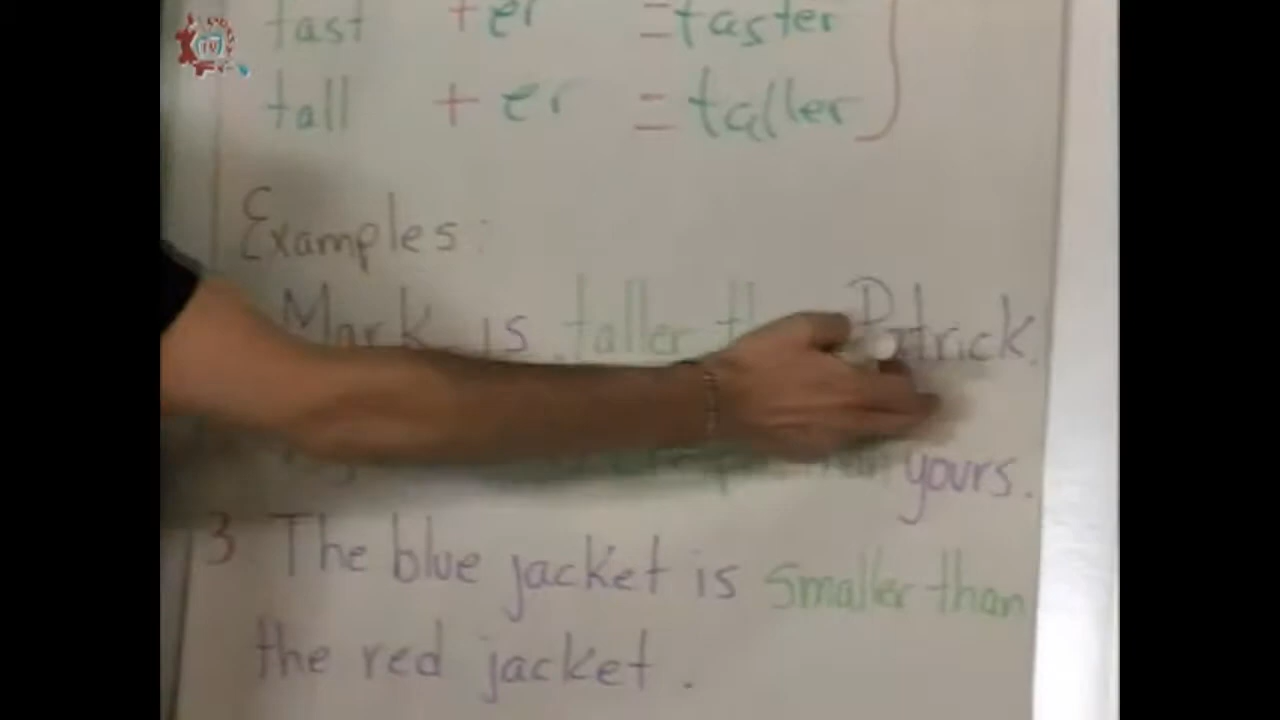 fast + er = faster
tall + er = taller
Examples:
Mark is taller Patrick.
yours.
3 The blue jacket is smaller than
the red jacket.